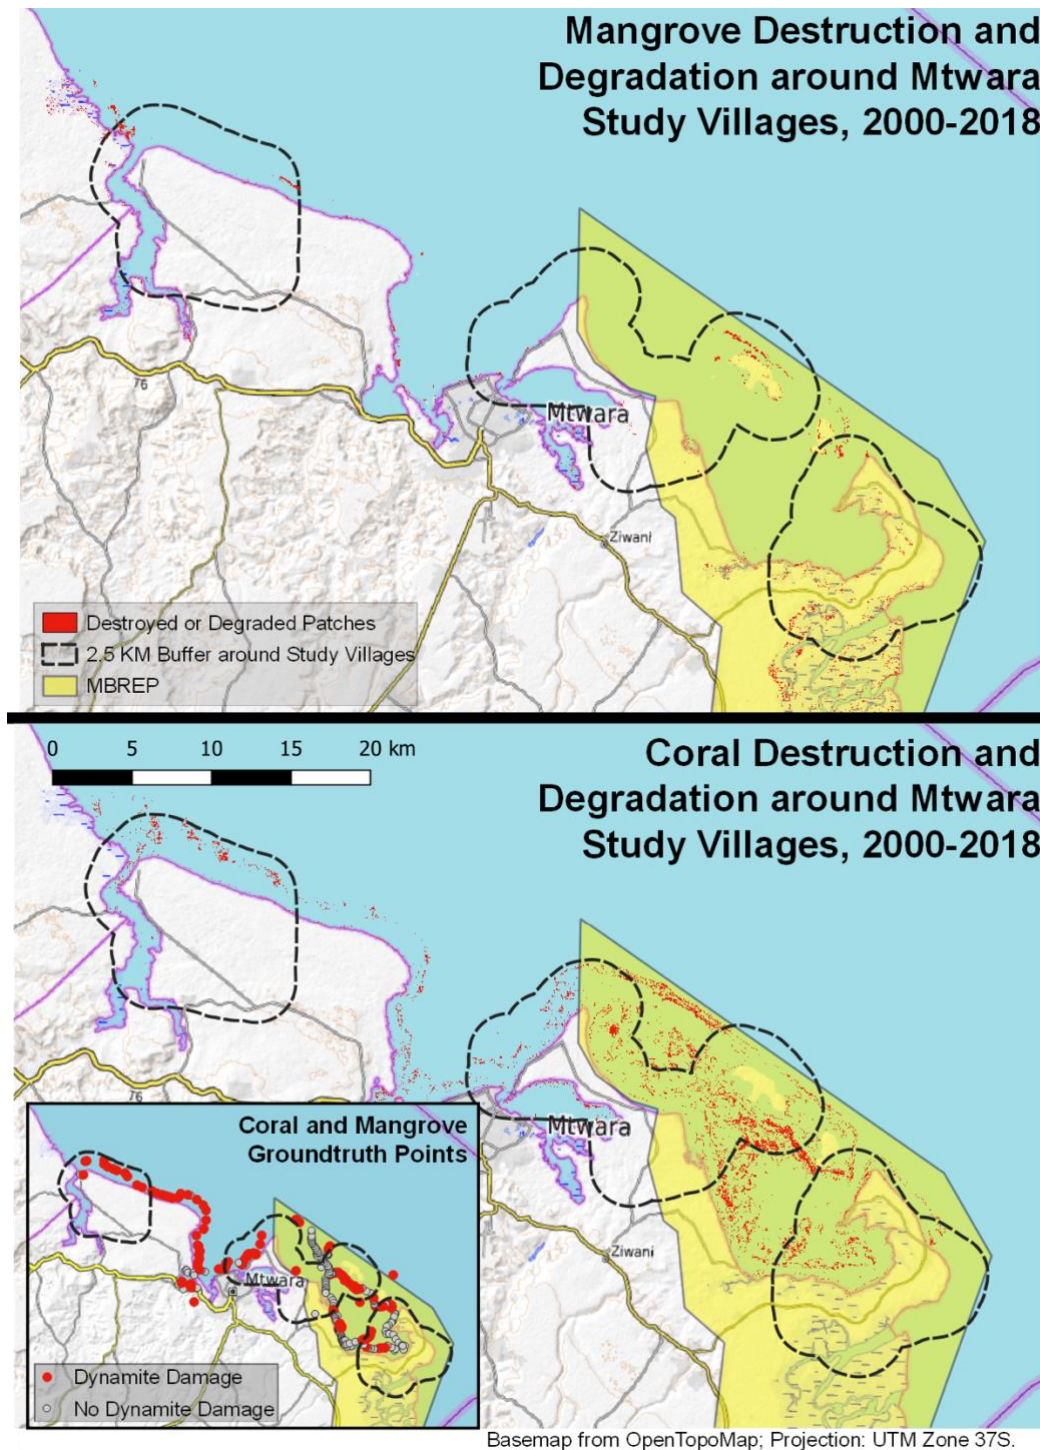 Mangrove Destruction and
Degradation around Mtwara
Study Villages, 2000-2018
T6
Mtwara
Ziwani
Destroyed or Degraded Patches
2.5 KM Buffer around Study Villages
MBREP
0 5 10 15 20 km
Coral Destruction and
Degradation around Mtwara
Study Villages, 2000-2018
T6
Mtwara
Ziwani
Coral and Mangrove
Groundtruth Points
Mtwara
Dynamite Damage
No Dynamite Damage
Basemap from OpenTopoMap; Projection: UTM Zone 37S.